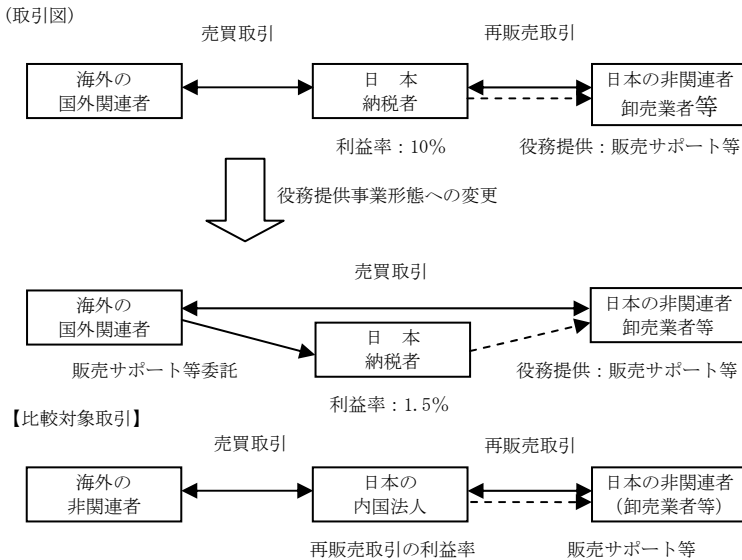 (取引図)
売買取引
再販売取引
海外の
国外関連者
日 本
納税者
日本の非関連者
卸売業者等
利益率：10%
役務提供：販売サポート等
役務提供事業形態への変更
売買取引
海外の
国外関連者
日本の非関連者
卸売業者等
日 本
納税者
販売サポート等委託
役務提供：販売サポート等
利益率：1.5%
【比較対象取引】
売買取引
再販売取引
海外の
非関連者
日本の
内国法人
日本の非関連者
(卸売業者等)
再販売取引の利益率
販売サポート等